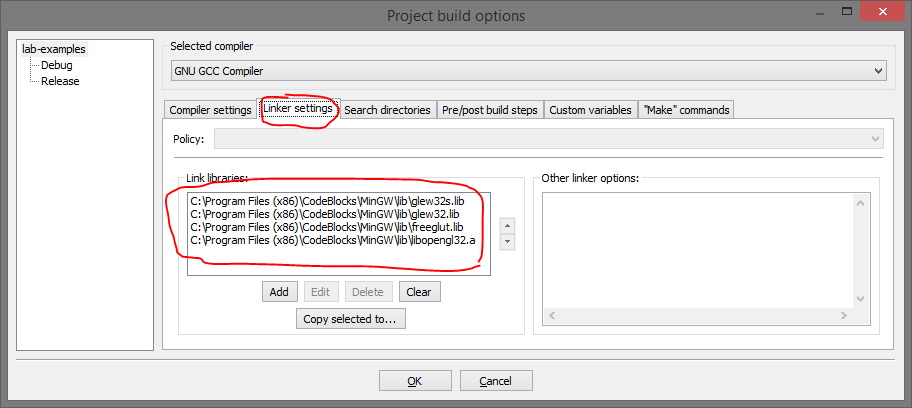 Project build options
lab-examples
Debug
Release
Selected compiler
GNU GCC Compiler
Compiler settings
Linker settings
Search directories
Pre/post build steps
Custom variables
"Make" commands
Policy:
Link libraries:
C:\Program Files (x86)\CodeBlocks\MinGW\lib\glew32s.lib
C:\Program Files (x86)\CodeBlocks\MinGW\lib\glew32.lib
C:\Program Files (x86)\CodeBlocks\MinGW\lib\freeglut.lib
C:\Program Files (x86)\CodeBlocks\MinGW\lib\libopengl32.a
Add
Edit
Delete
Clear
Copy selected to...
Other linker options:
OK
Cancel